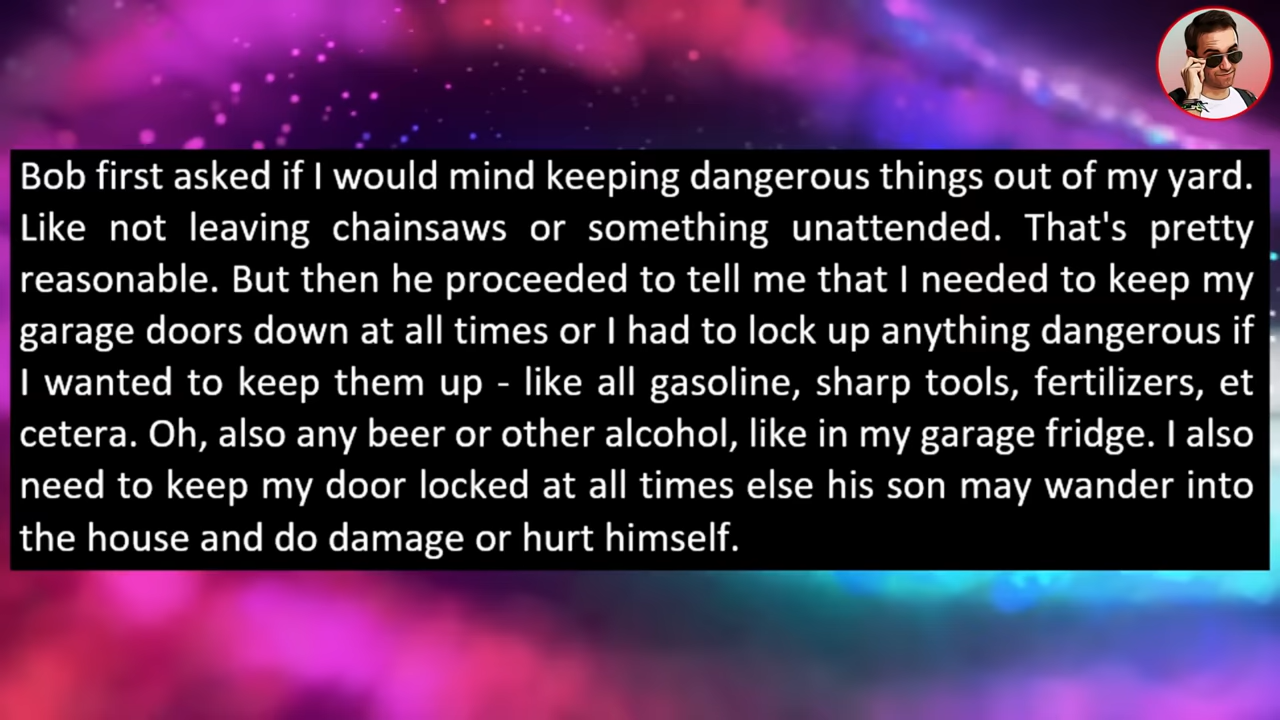 Bob first asked if I would mind keeping dangerous things out of my yard.
Like not leaving chainsaws or something unattended. That's pretty
reasonable. But then he proceeded to tell me that I needed to keep my
garage doors down at all times or I had to lock up anything dangerous if
I wanted to keep them up - like all gasoline, sharp tools, fertilizers, et
cetera. Oh, also any beer or other alcohol, like in my garage fridge. I also
need to keep my door locked at all times else his son may wander into
the house and do damage or hurt himself.